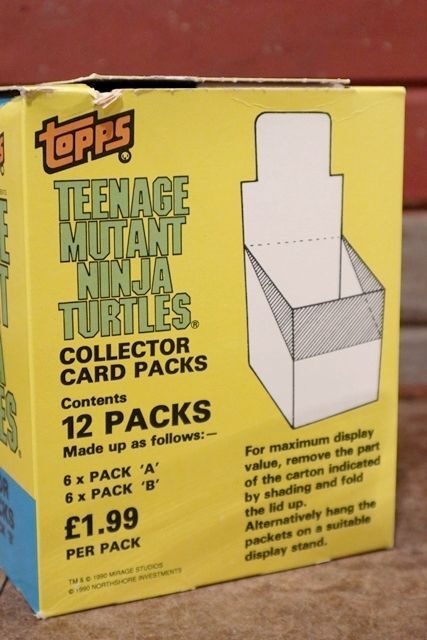 topps®
TEENAGE
MUTANT
NINJA
TURTLES®
COLLECTOR
CARD PACKS
Contents
12 PACKS
Made up as follows:—
6 x PACK 'A'
6 x PACK 'B'
£1.99
PER PACK
TM & © 1990 MIRAGE STUDIOS
© 1990 NORTHSHORE INVESTMENTS
For maximum display
value, remove the part
of the carton indicated
by shading and fold
the lid up.
Alternatively hang the
packets on a suitable
display stand.